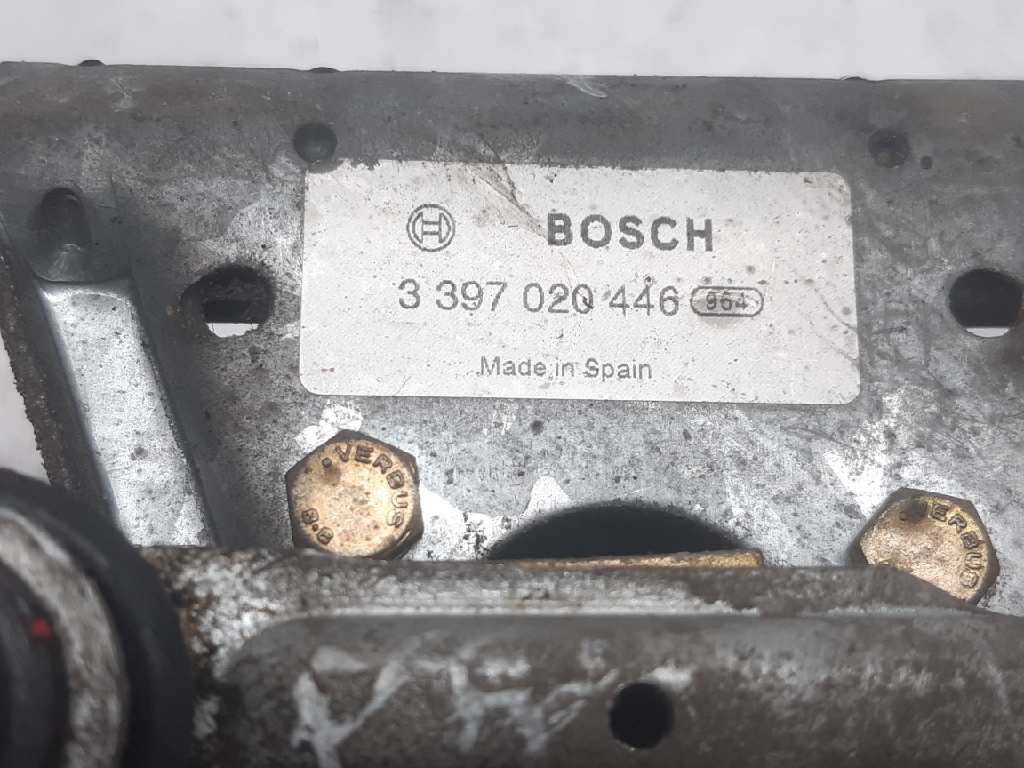 BOSCH
3 397 020 446 964
Made in Spain
VERBUS
8.8
VERBUS